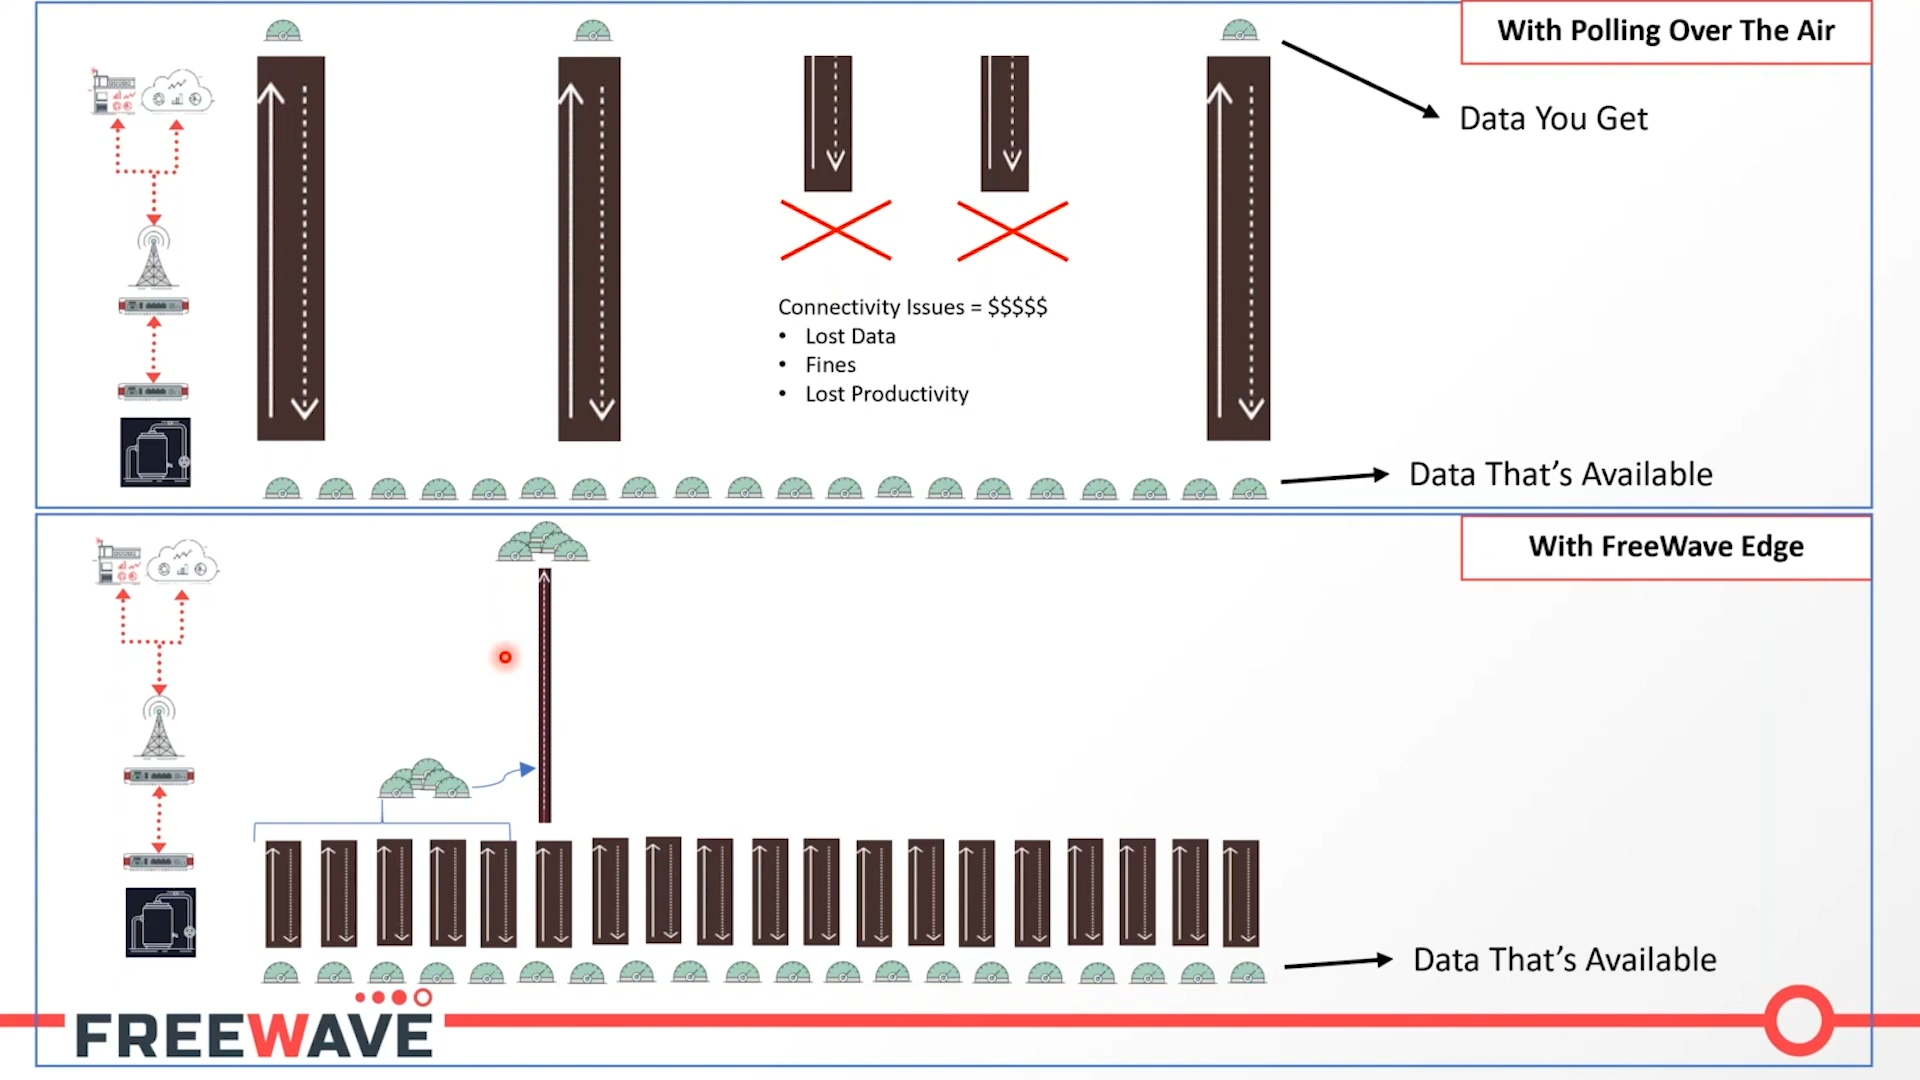 With Polling Over The Air
Data You Get
Connectivity Issues = $$$$$
• Lost Data
• Fines
• Lost Productivity
Data That’s Available
With FreeWave Edge
Data That’s Available
FREEWAVE